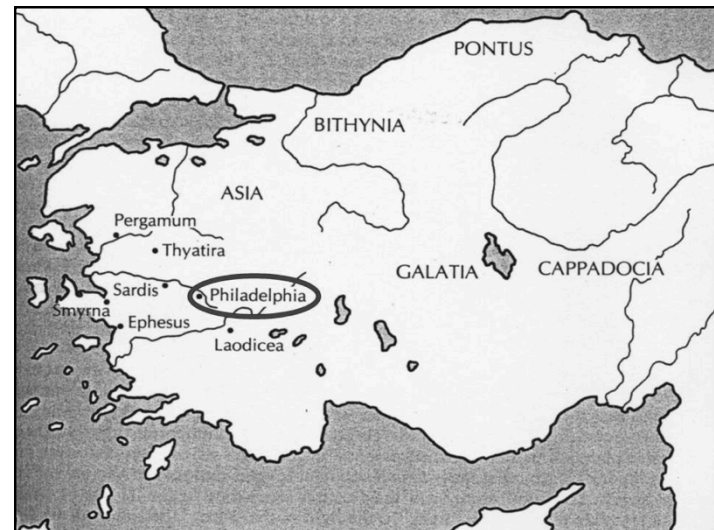 PONTUS
BITHYNIA
ASIA
Pergamum
Thyatira
GALATIA
CAPPADOCIA
Sardis
Philadelphia
Smyrna
Ephesus
Laodicea